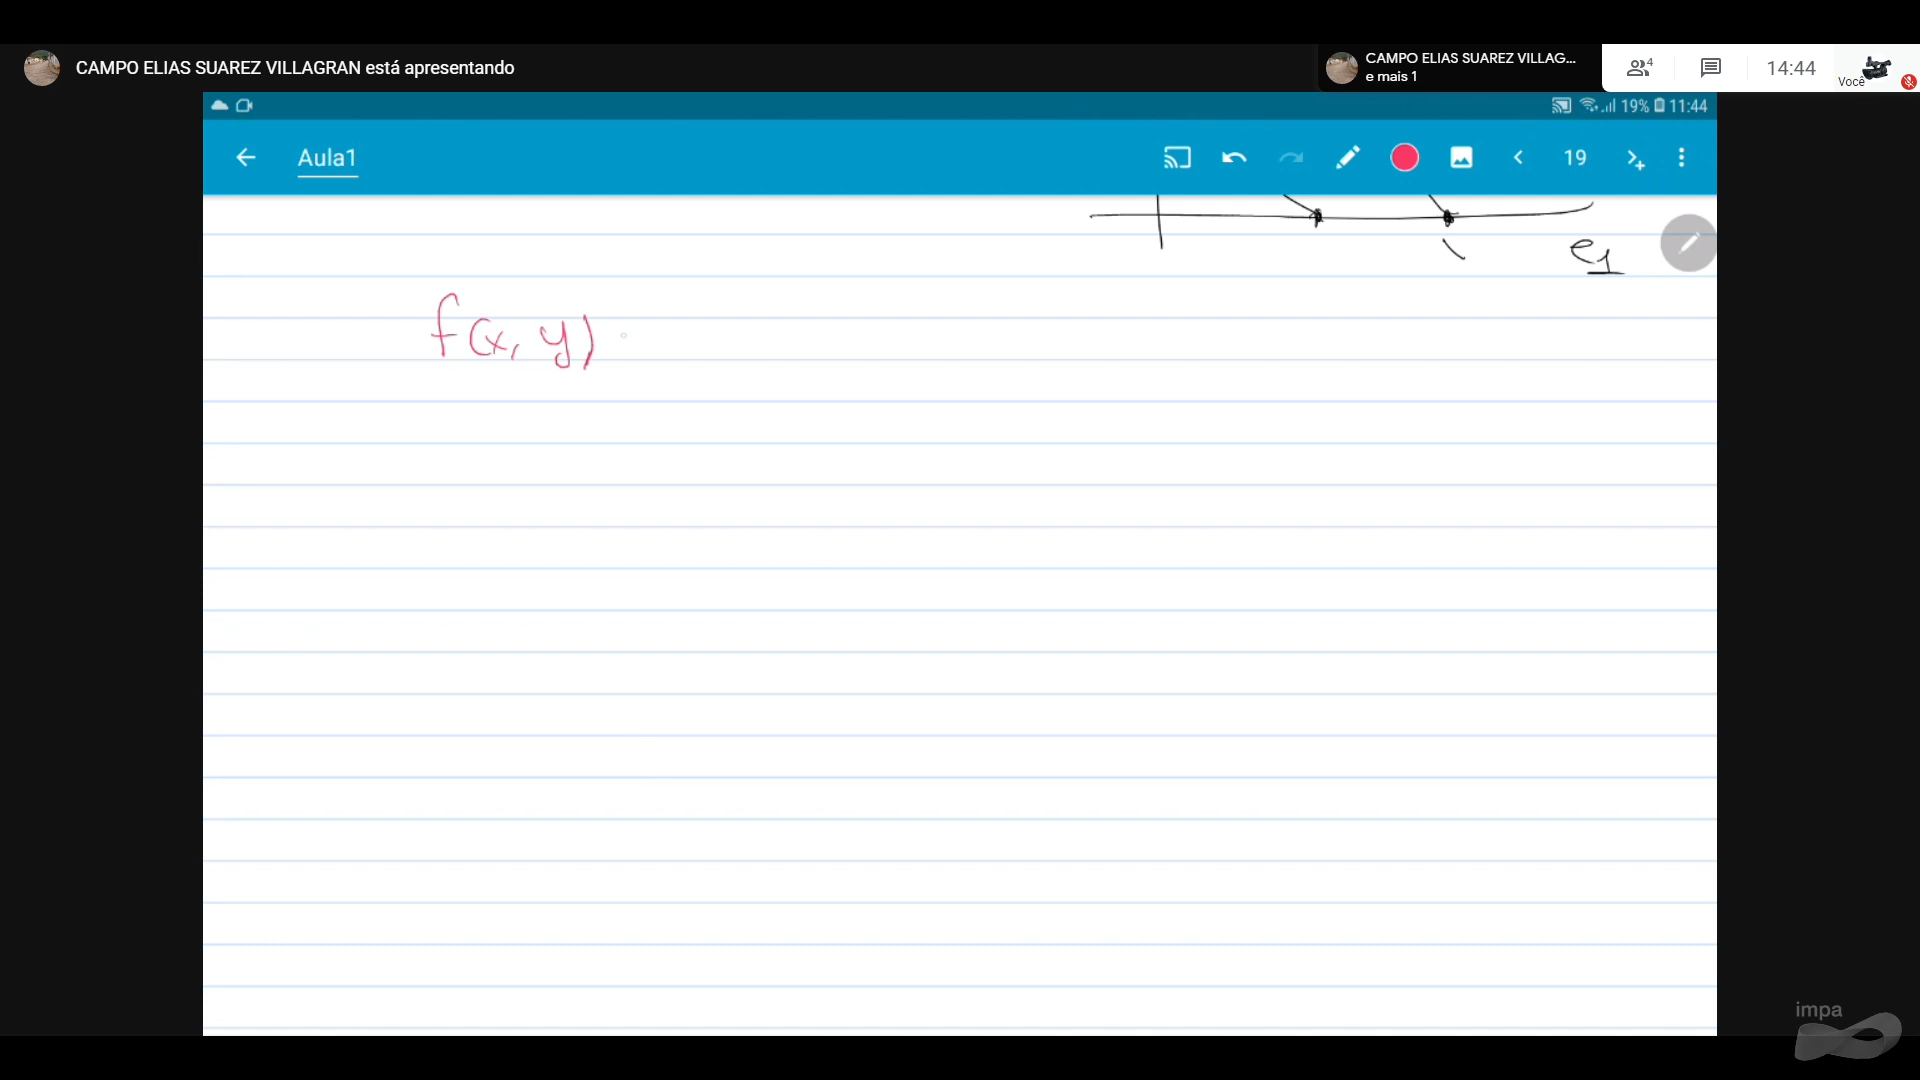 CAMPO ELIAS SUAREZ VILLAGRAN está apresentando
CAMPO ELIAS SUAREZ VILLAG...
e mais 1
4
14:44
Você
19% 11:44
Aula1
19
e1
f(x, y)
impa